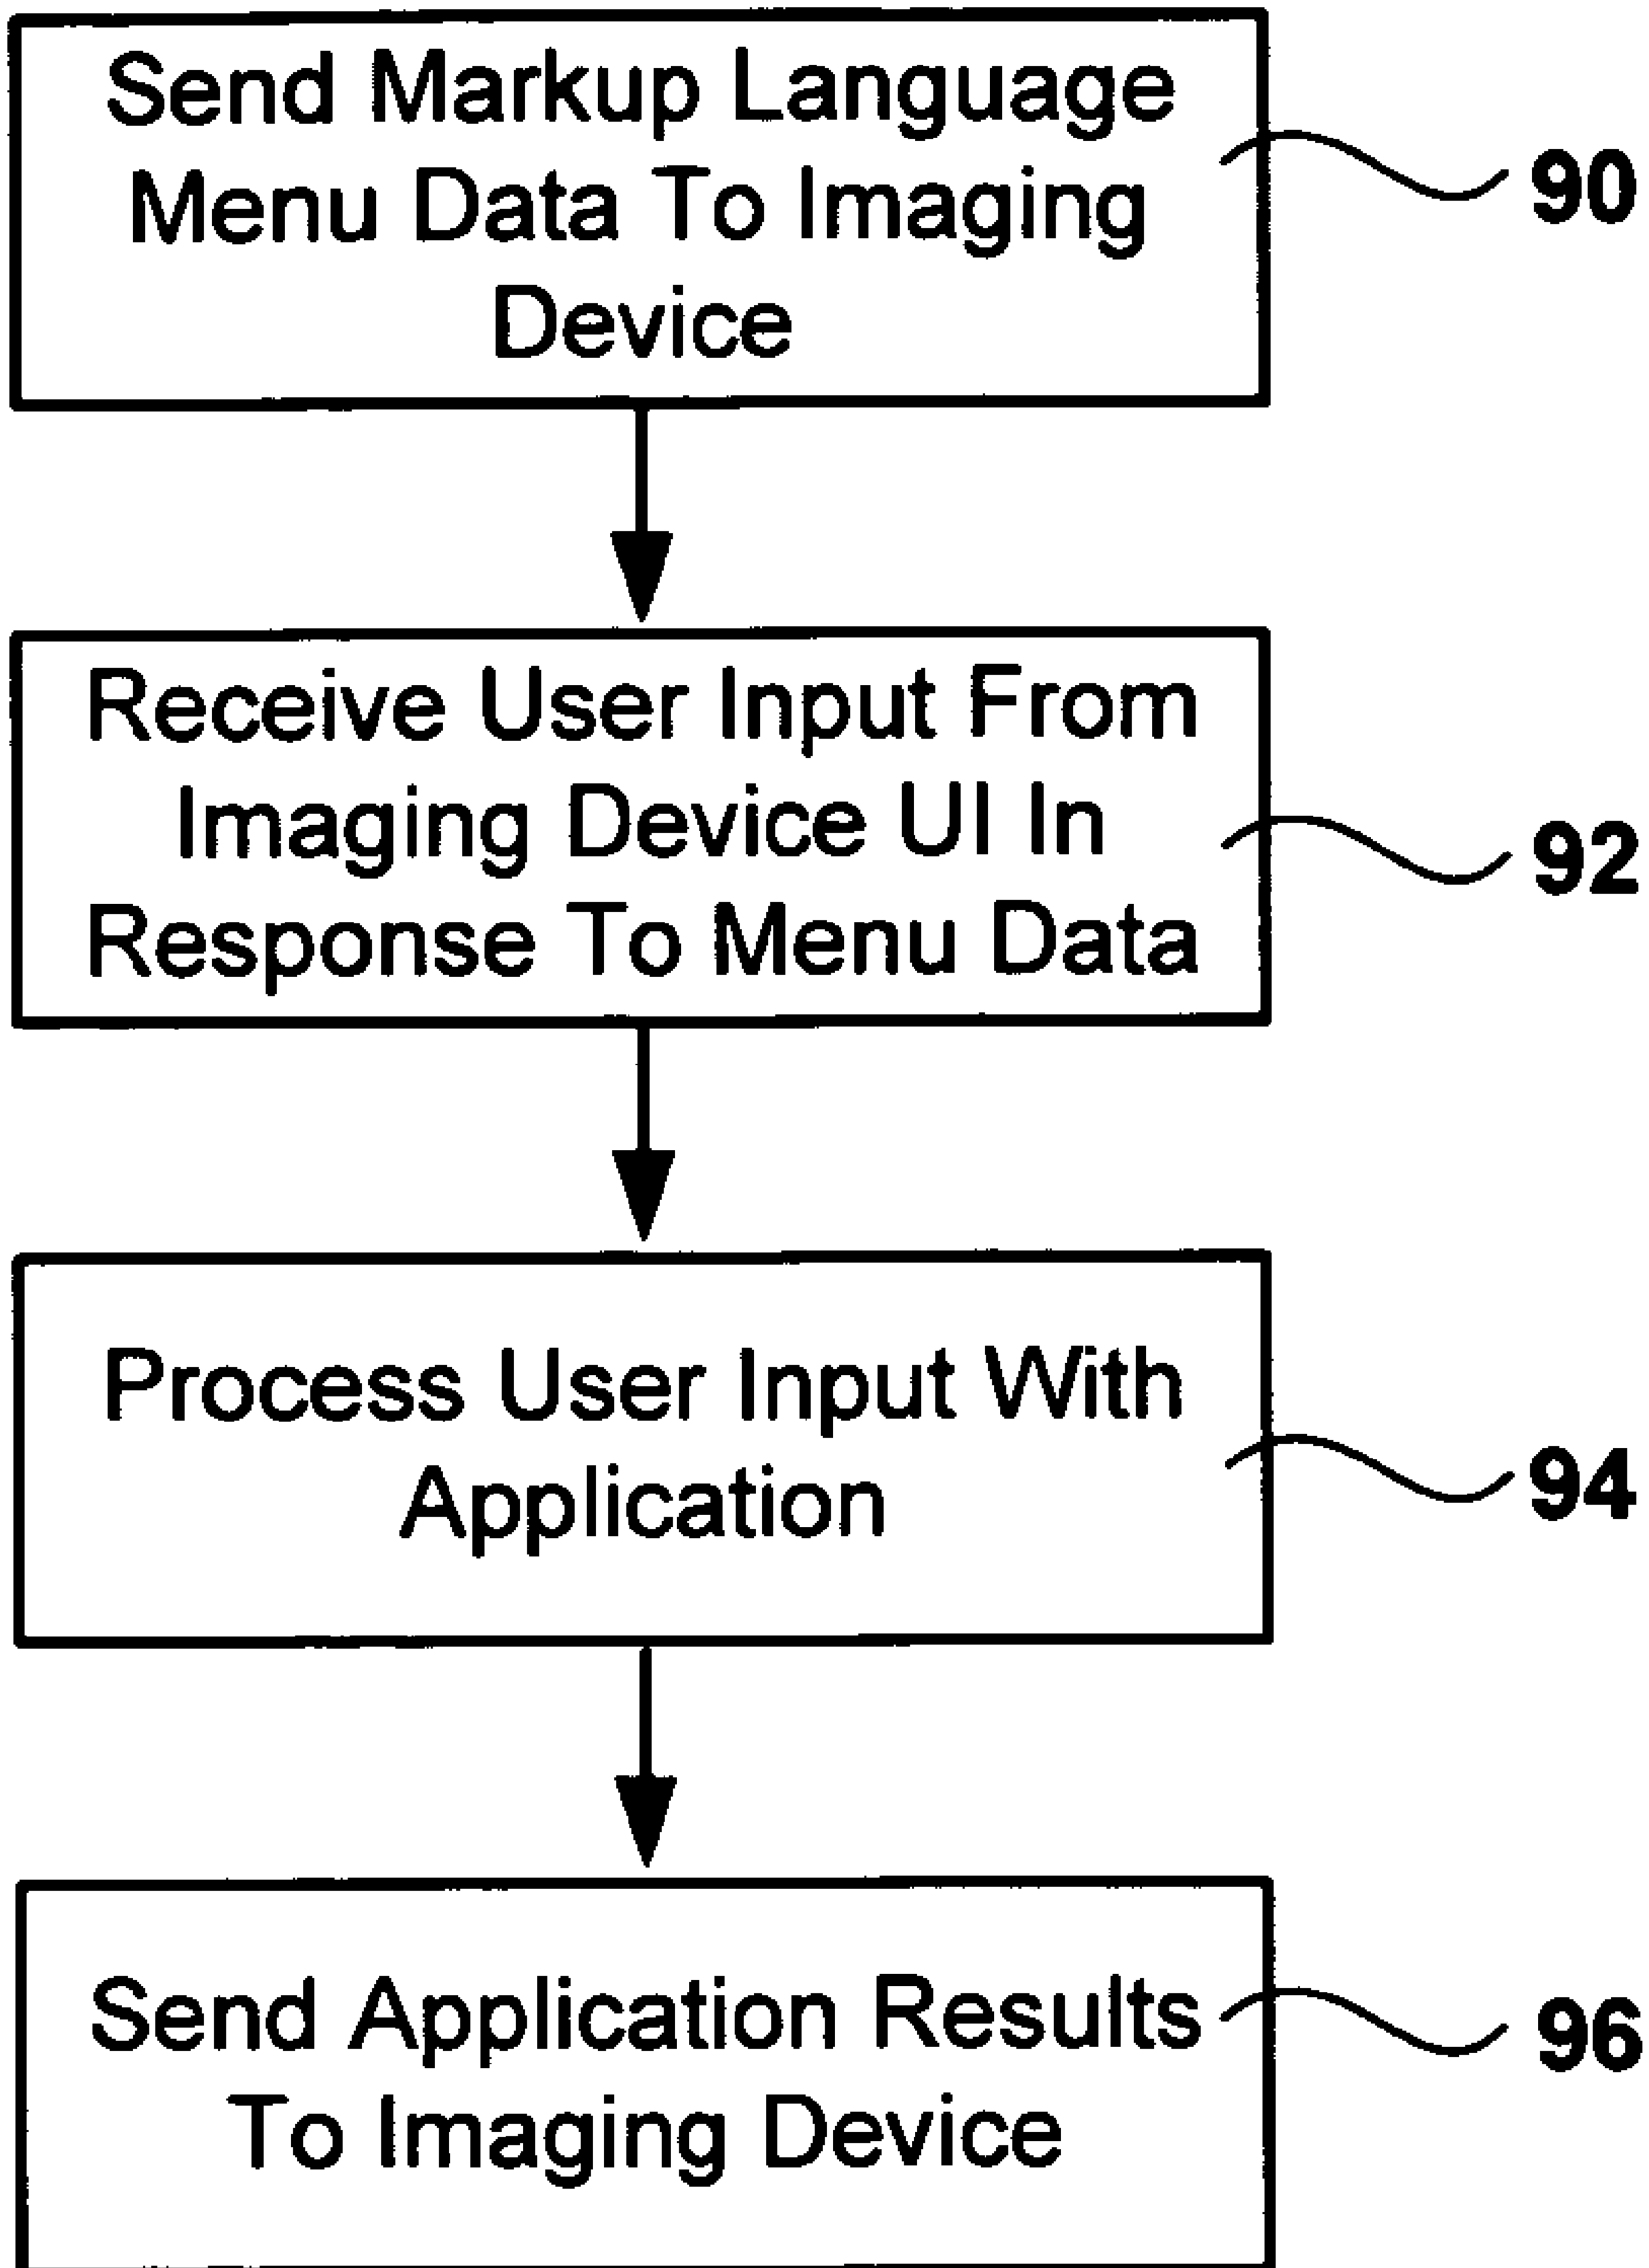 Send Markup Language
Menu Data To Imaging
Device
90
Receive User Input From
Imaging Device UI In
Response To Menu Data
92
Process User Input With
Application
94
Send Application Results
To Imaging Device
96